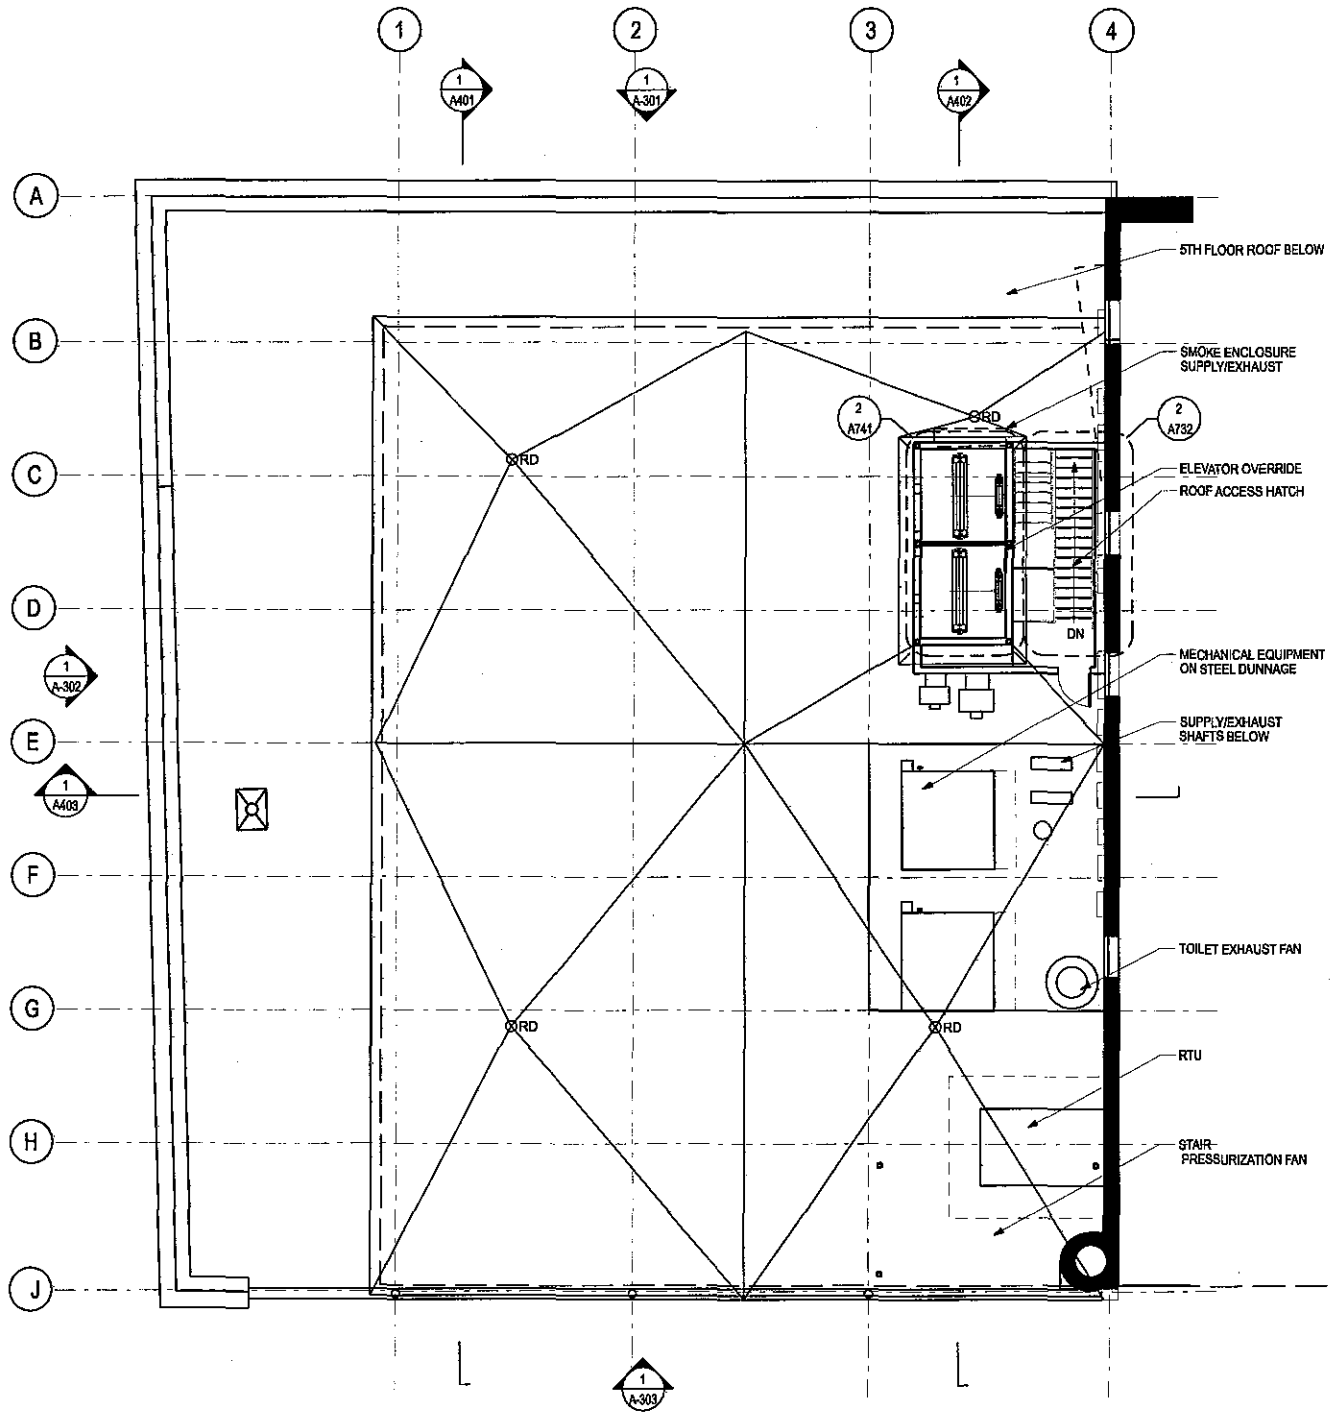 1
2
3
4
1
A401
1
A-301
1
A402
A
5TH FLOOR ROOF BELOW
B
SMOKE ENCLOSURE
SUPPLY/EXHAUST
2
A741
RD
2
A732
RD
C
ELEVATOR OVERRIDE
ROOF ACCESS HATCH
D
DN
1
A-302
MECHANICAL EQUIPMENT
ON STEEL DUNNAGE
E
SUPPLY/EXHAUST
SHAFTS BELOW
1
A403
F
TOILET EXHAUST FAN
G
RD
RD
RTU
H
STAIR
PRESSURIZATION FAN
J
1
A-303